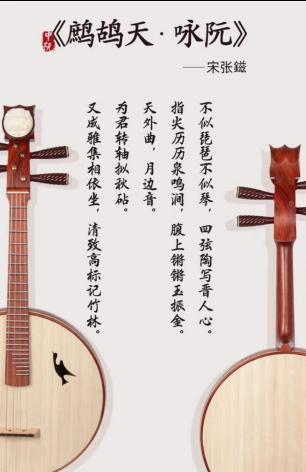 中阮
《鹧鸪天·咏阮》
——宋张鎡
不似琵琶不似琴，四弦陶写晋人心。
指尖历历泉鸣涧，腹上锵锵玉振金。
天外曲，月边音。
为君转轴拟秋砧。
又成雅集相依坐，清致高标记竹林。